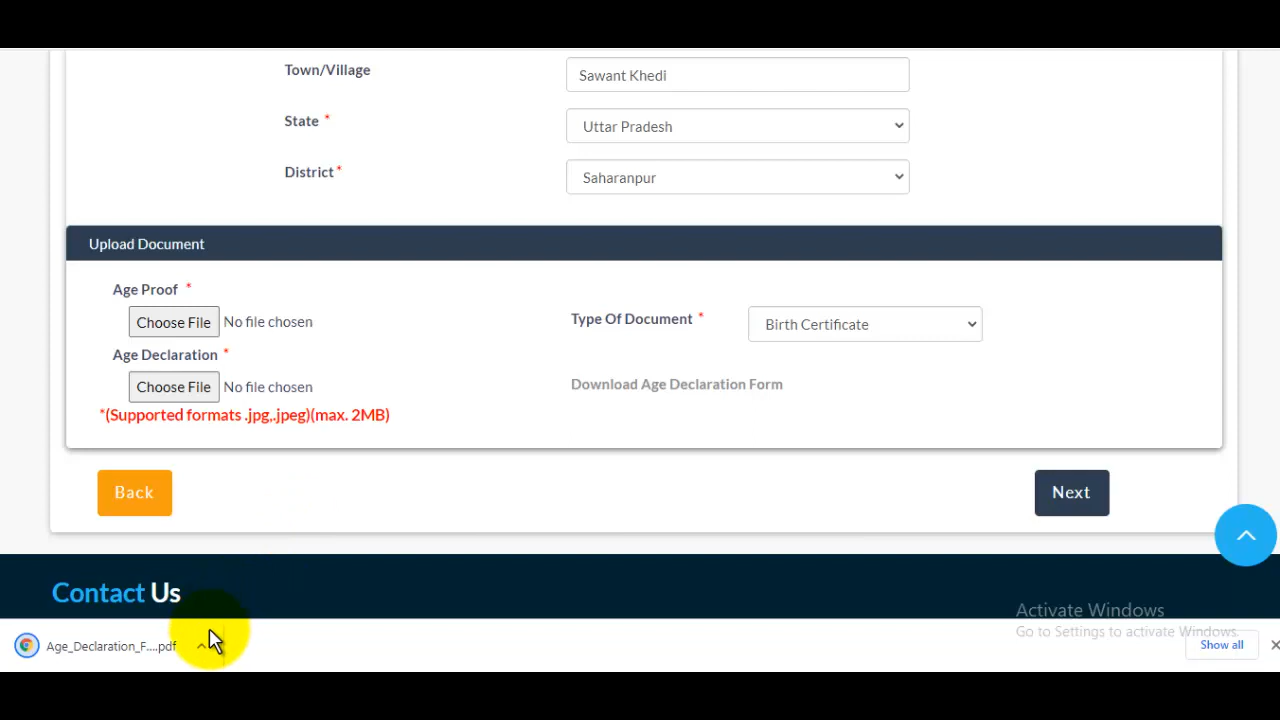 Town/Village
Sawant Khedi
State *
Uttar Pradesh
District *
Saharanpur
Upload Document
Age Proof *
Choose File No file chosen
Type Of Document *
Birth Certificate
Age Declaration *
Choose File No file chosen
Download Age Declaration Form
*(Supported formats .jpg,.jpeg)(max. 2MB)
Back
Next
Contact Us
Activate Windows
Go to Settings to activate Windows.
Age_Declaration_F....pdf
Show all